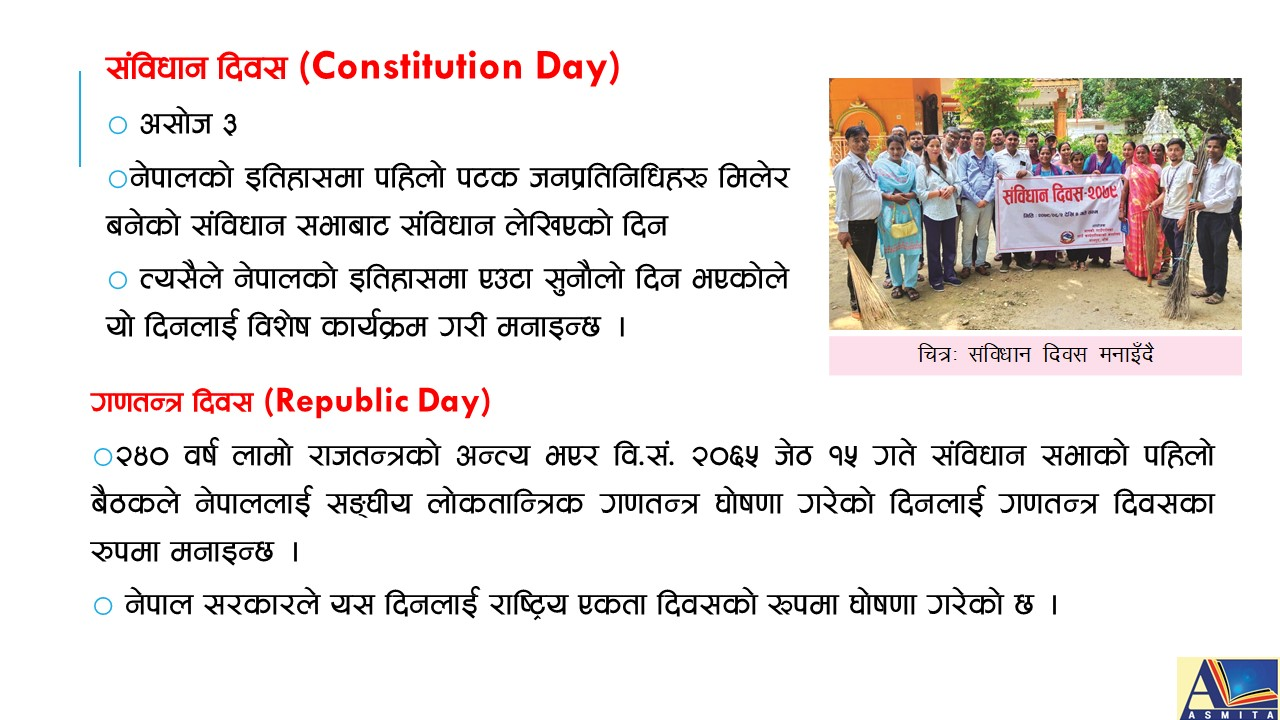 संविधान दिवस (Constitution Day)
असोज ३
नेपालको इतिहासमा पहिलो पटक जनप्रतिनिधिहरु मिलेर
बनेको संविधान सभाबाट संविधान लेखिएको दिन
त्यसैले नेपालको इतिहासमा एउटा सुनौलो दिन भएकोले
यो दिनलाई विशेष कार्यक्रम गरी मनाइन्छ ।
संविधान दिवस-२०७९
चित्रः संविधान दिवस मनाइँदै
गणतन्त्र दिवस (Republic Day)
२४० वर्ष लामो राजतन्त्रको अन्त्य भएर वि.सं. २०६५ जेठ १५ गते संविधान सभाको पहिलो
बैठकले नेपाललाई सङ्घीय लोकतान्त्रिक गणतन्त्र घोषणा गरेको दिनलाई गणतन्त्र दिवसका
रुपमा मनाइन्छ ।
नेपाल सरकारले यस दिनलाई राष्ट्रिय एकता दिवसको रुपमा घोषणा गरेको छ ।
ASMITA